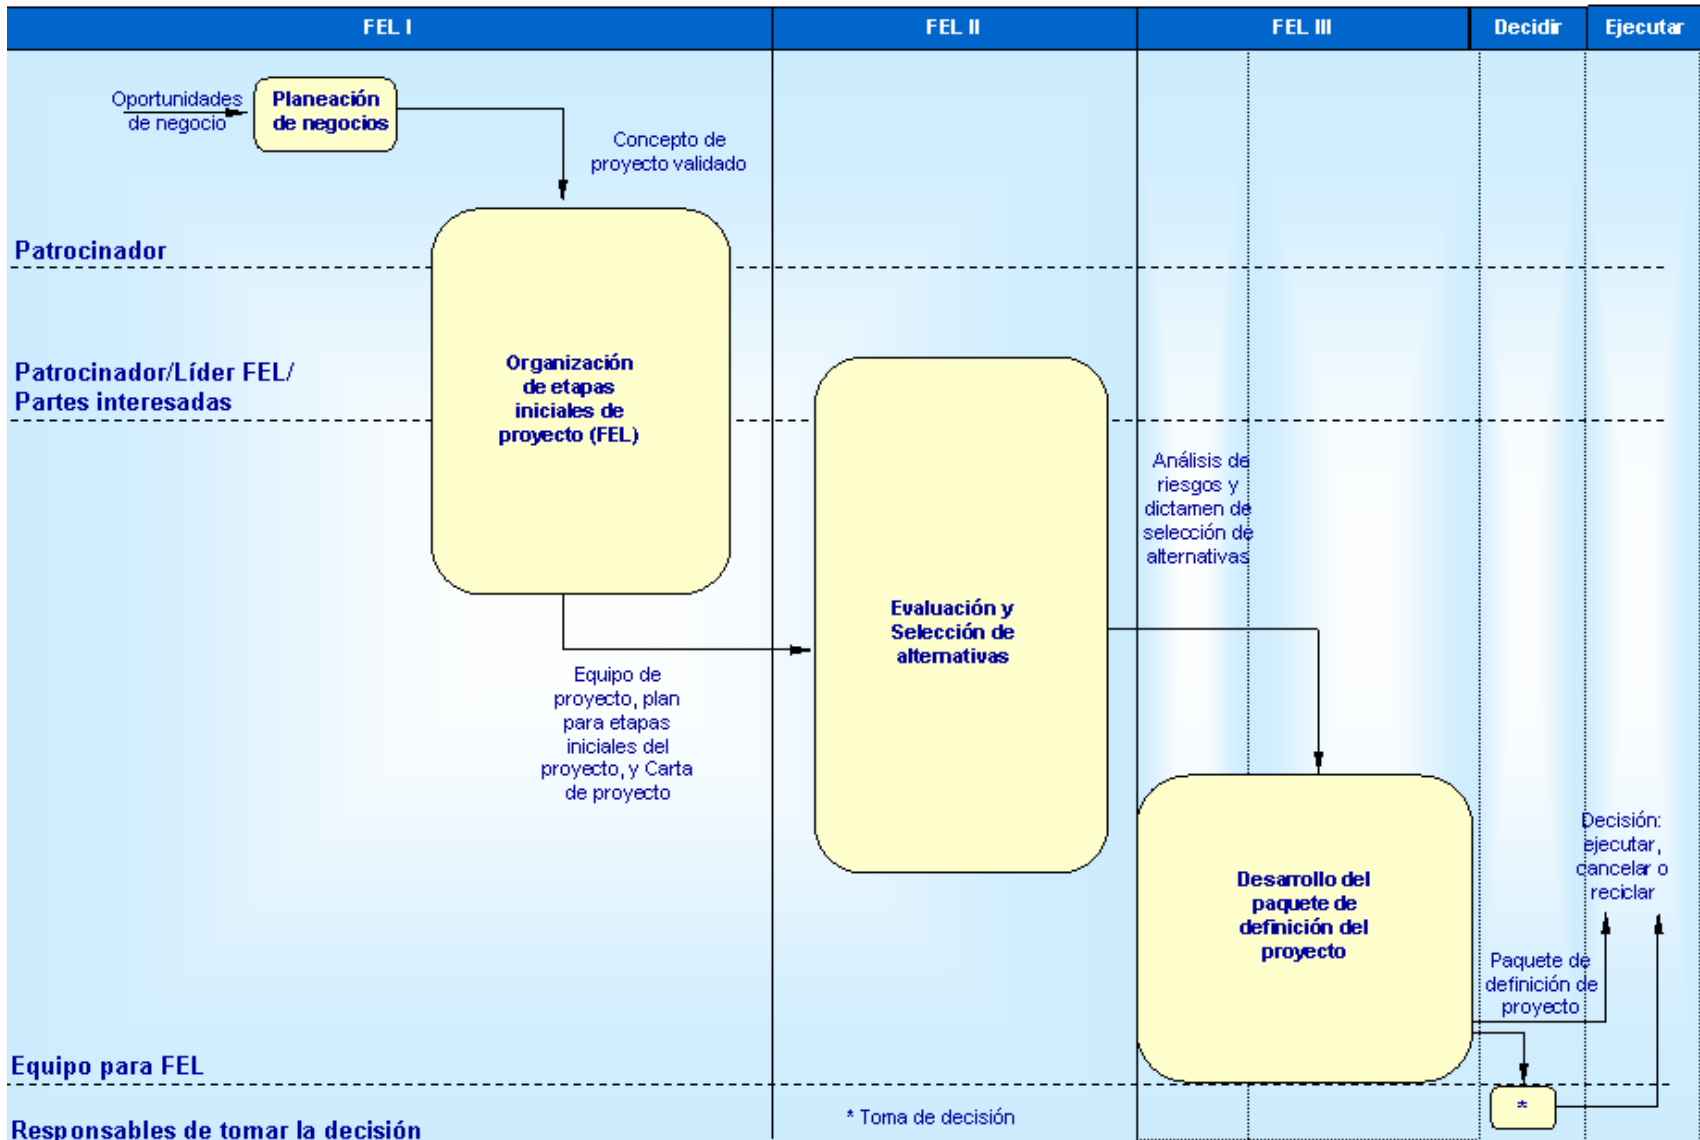 FEL I
FEL II
FEL III
Decidir
Ejecutar
Oportunidades
de negocio
Planeación
de negocios
Concepto de
proyecto validado
Patrocinador
Patrocinador/Líder FEL/
Partes interesadas
Organización
de etapas
iniciales de
proyecto (FEL)
Análisis de
riesgos y
dictamen de
selección de
alternativas
Evaluación y
Selección de
alternativas
Equipo de
proyecto, plan
para etapas
iniciales del
proyecto, y Carta
de proyecto
Desarrollo del
paquete de
definición del
proyecto
Decisión:
ejecutar,
cancelar o
reciclar
Paquete de
definición de
proyecto
Equipo para FEL
*
* Toma de decisión
Responsables de tomar la decisión